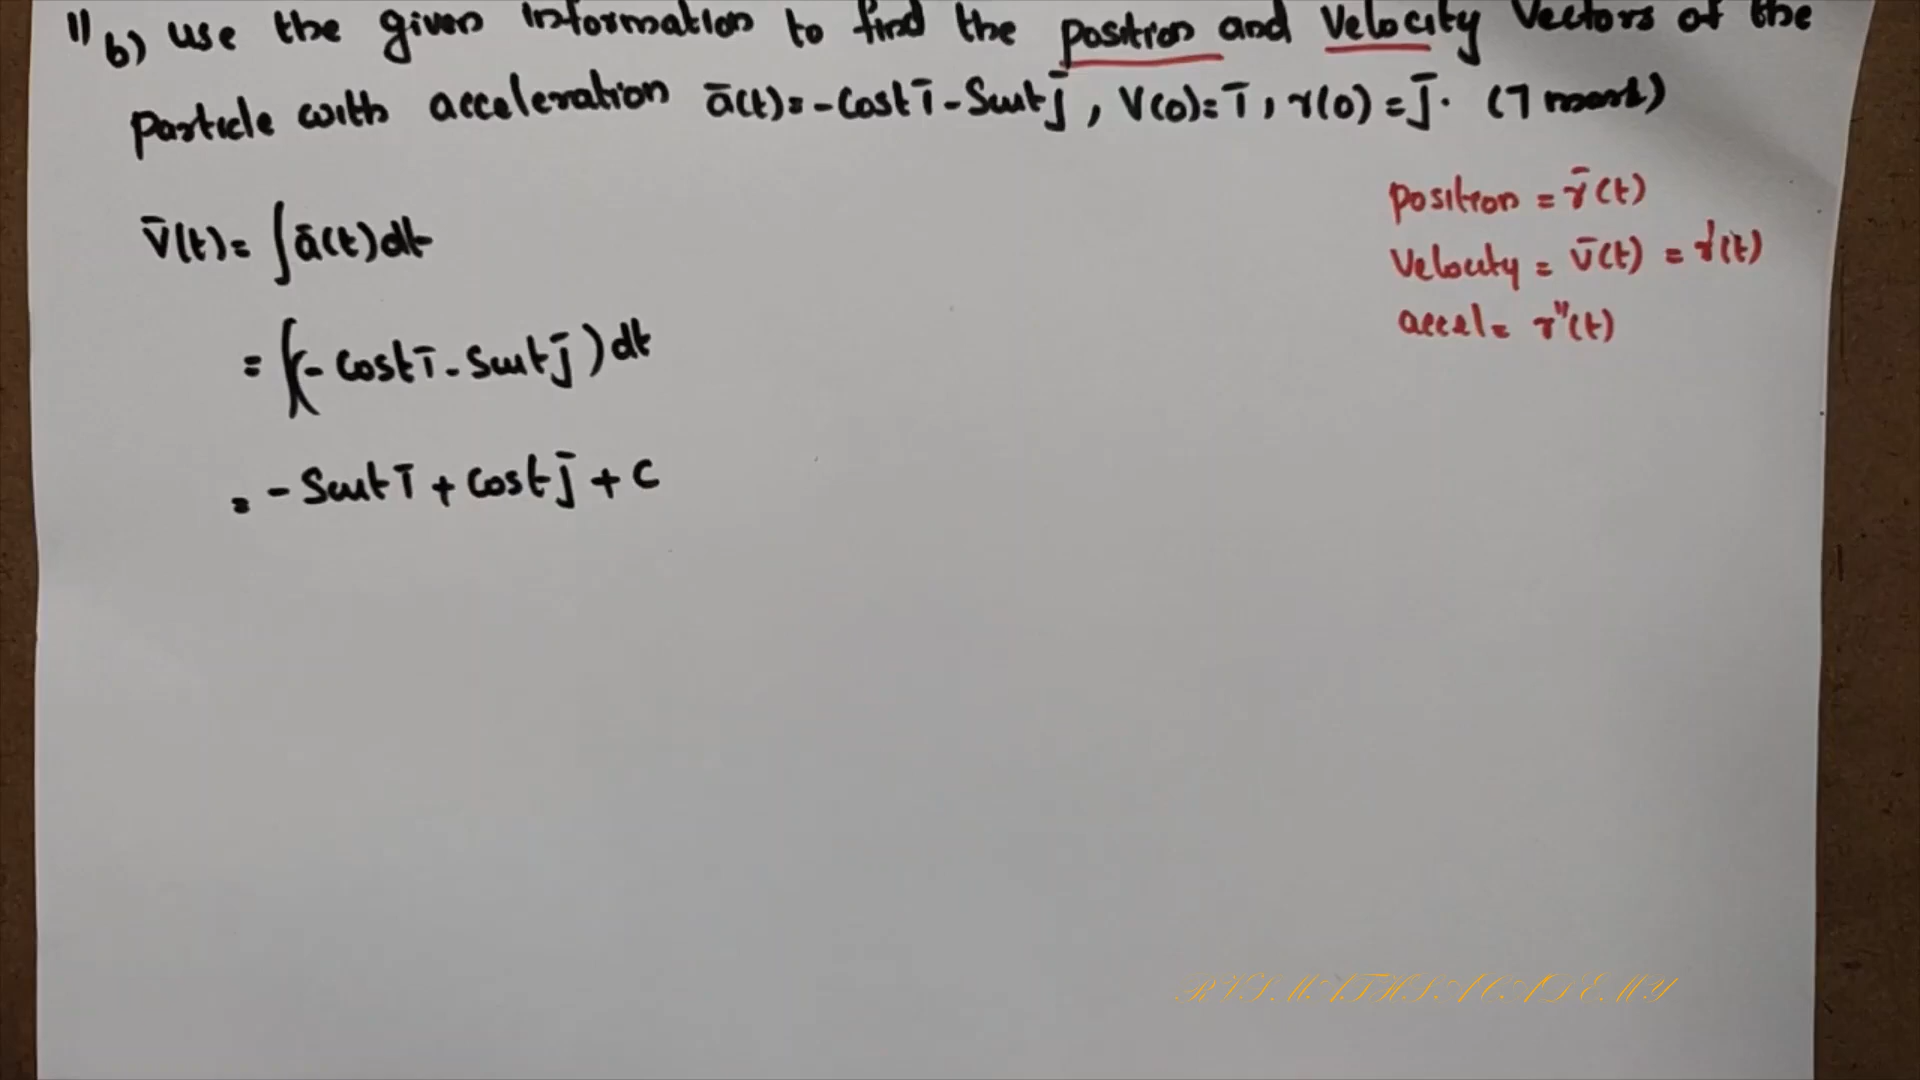 11 b) use the given information to find the position and Velocity Vectors of the
particle with acceleration ā(t)=-Cost ī-Sint j̄, V(0)=ī, r(0)=j̄. (7 mark)
position = r̄(t)
V̄(t)= ∫ā(t)dt
Velocity = v̄(t) = r'(t)
accel= r''(t)
= ∫(-Cost ī-Sint j̄)dt
= -Sint ī+Cost j̄+C
RVSMATHSACADEMY